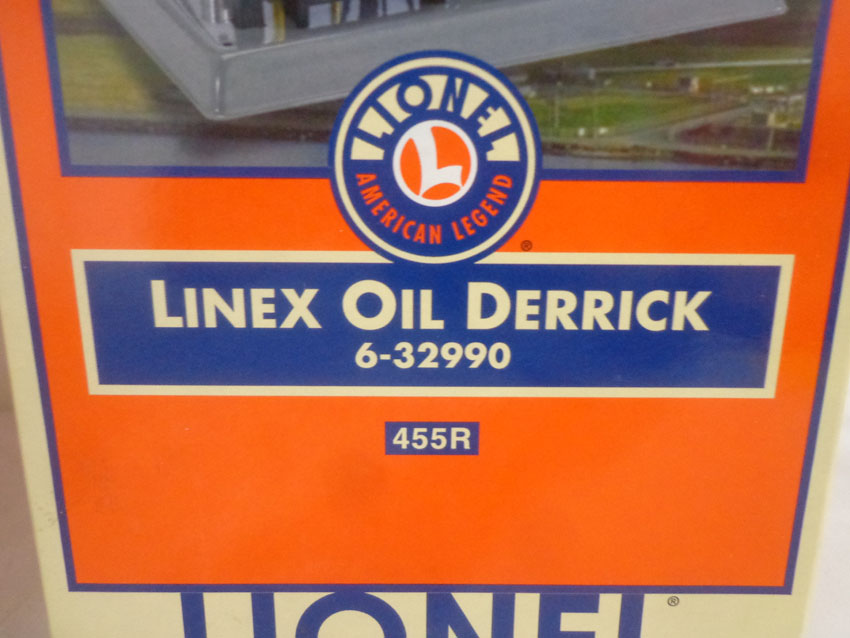 LIONEL
L
AMERICAN LEGEND
®
LINEX OIL DERRICK
6-32990
455R
LIONEL
®